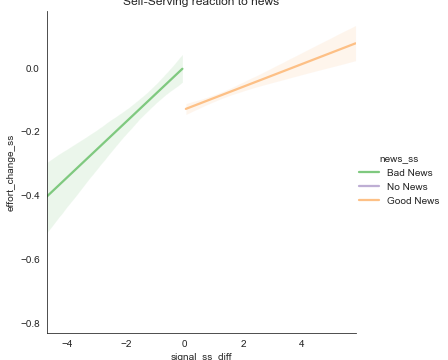 Self-Serving reaction to news
0.0
−0.2
−0.4
−0.6
−0.8
effort_change_ss
−4
−2
0
2
4
signal_ss_diff
news_ss
Bad News
No News
Good News